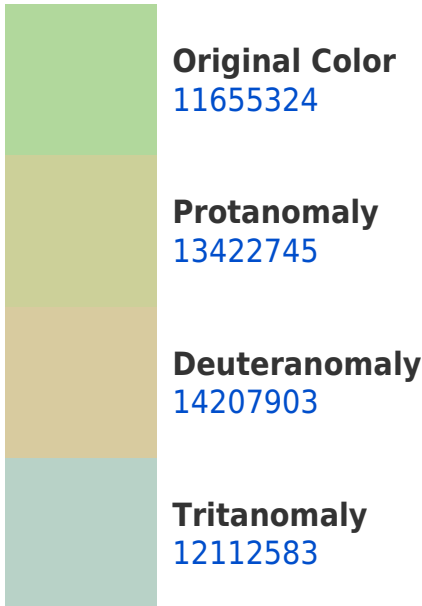 Original Color
11655324
Protanomaly
13422745
Deuteranomaly
14207903
Tritanomaly
12112583